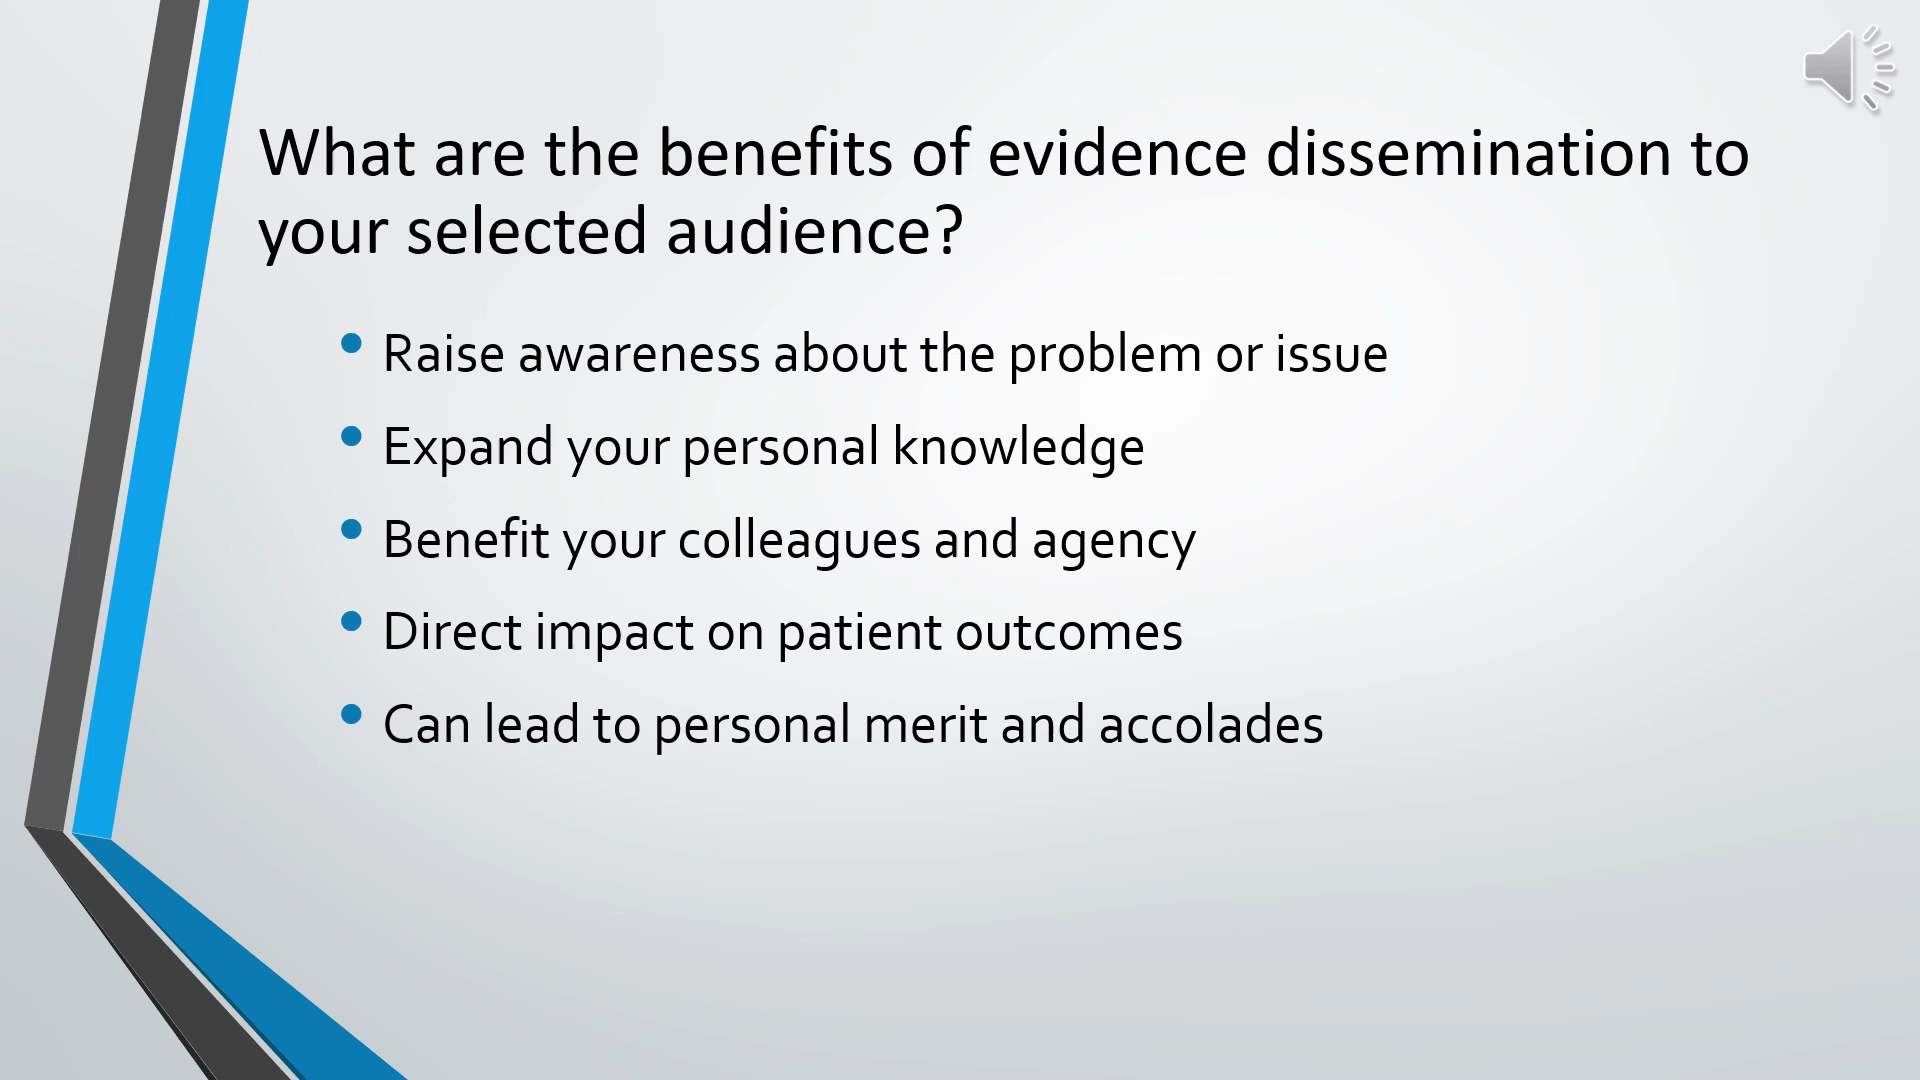 What are the benefits of evidence dissemination to
your selected audience?
• Raise awareness about the problem or issue
• Expand your personal knowledge
• Benefit your colleagues and agency
• Direct impact on patient outcomes
• Can lead to personal merit and accolades